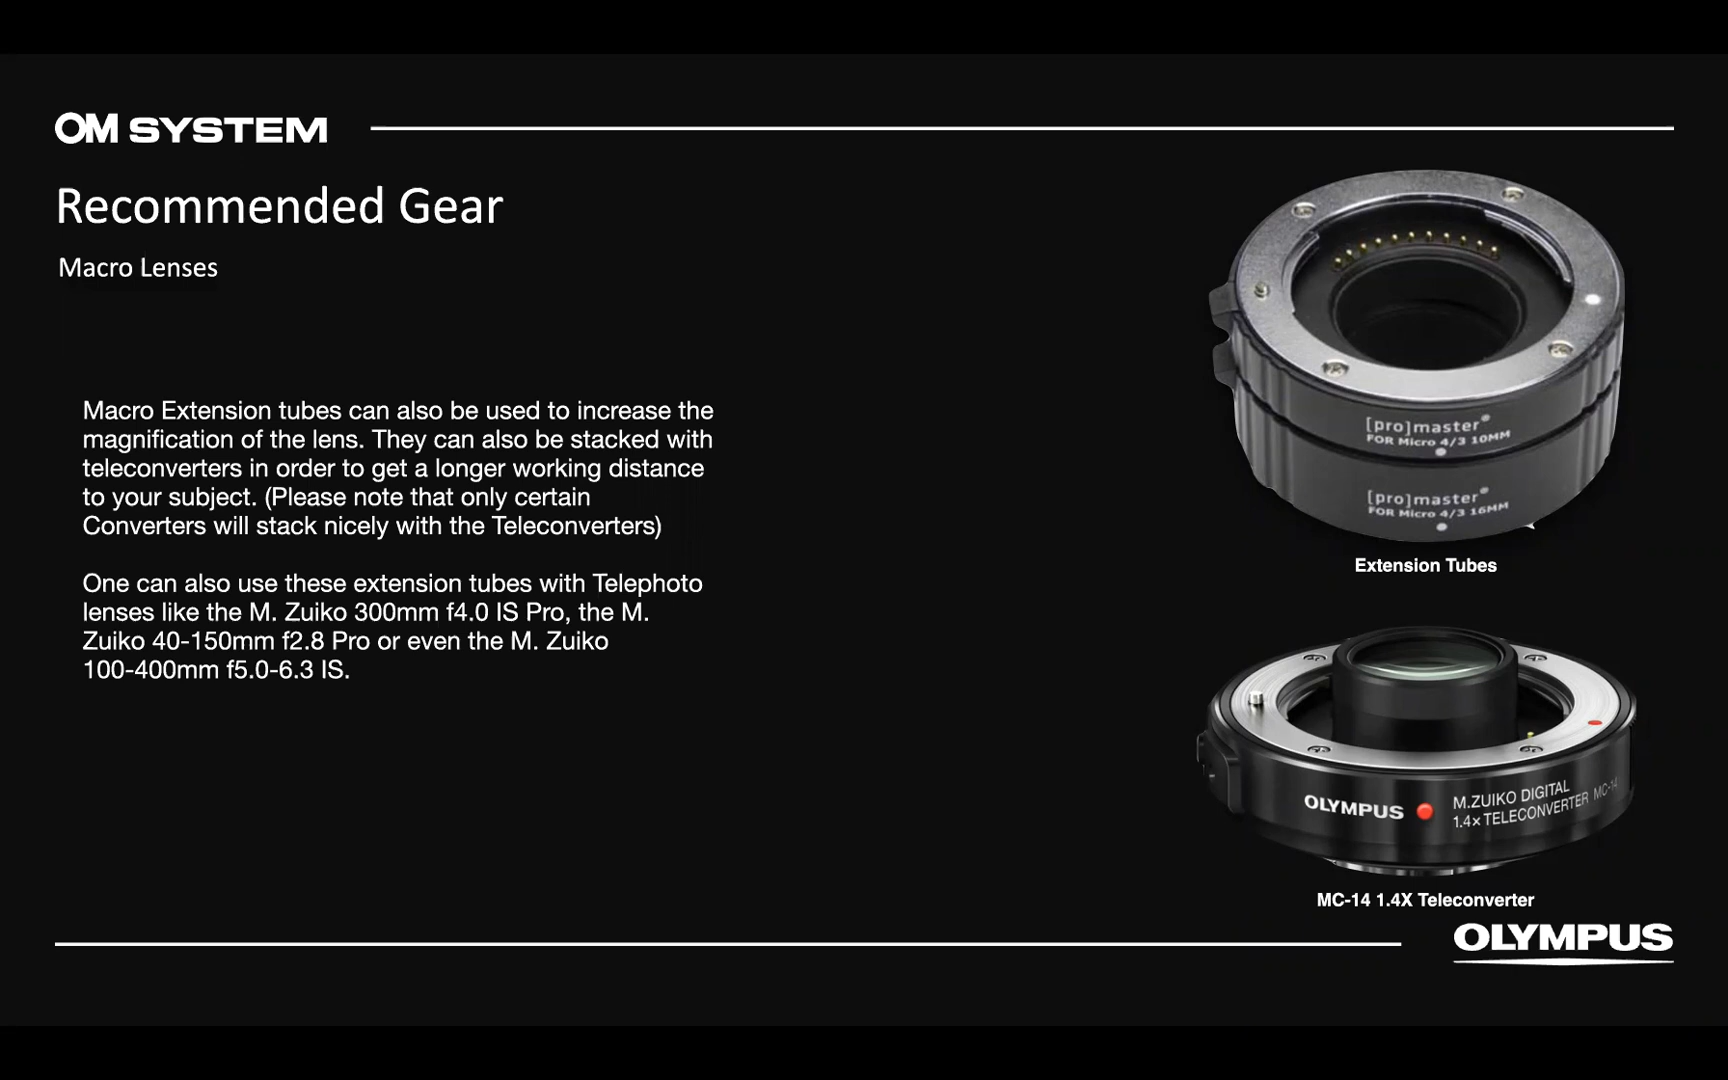 OM SYSTEM
Recommended Gear
Macro Lenses
Macro Extension tubes can also be used to increase the
magnification of the lens. They can also be stacked with
teleconverters in order to get a longer working distance
to your subject. (Please note that only certain
Converters will stack nicely with the Teleconverters)
One can also use these extension tubes with Telephoto
lenses like the M. Zuiko 300mm f4.0 IS Pro, the M.
Zuiko 40-150mm f2.8 Pro or even the M. Zuiko
100-400mm f5.0-6.3 IS.
[pro]master
FOR Micro 4/3 10MM
[pro]master
FOR Micro 4/3 16MM
Extension Tubes
OLYMPUS
M.ZUIKO DIGITAL
1.4x TELECONVERTER MC-14
MC-14 1.4X Teleconverter
OLYMPUS